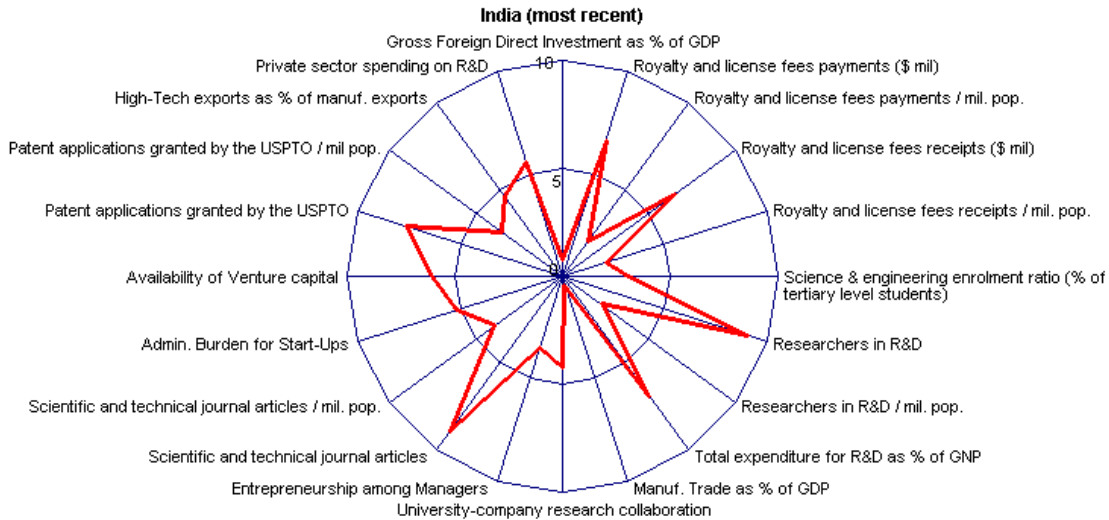 India (most recent)
Gross Foreign Direct Investment as % of GDP
Private sector spending on R&D
10
Royalty and license fees payments ($ mil)
High-Tech exports as % of manuf. exports
Royalty and license fees payments / mil. pop.
Patent applications granted by the USPTO / mil pop.
Royalty and license fees receipts ($ mil)
5
Patent applications granted by the USPTO
Royalty and license fees receipts / mil. pop.
0
Availability of Venture capital
Science & engineering enrolment ratio (% of
tertiary level students)
Admin. Burden for Start-Ups
Researchers in R&D
Scientific and technical journal articles / mil. pop.
Researchers in R&D / mil. pop.
Scientific and technical journal articles
Total expenditure for R&D as % of GNP
Entrepreneurship among Managers
Manuf. Trade as % of GDP
University-company research collaboration